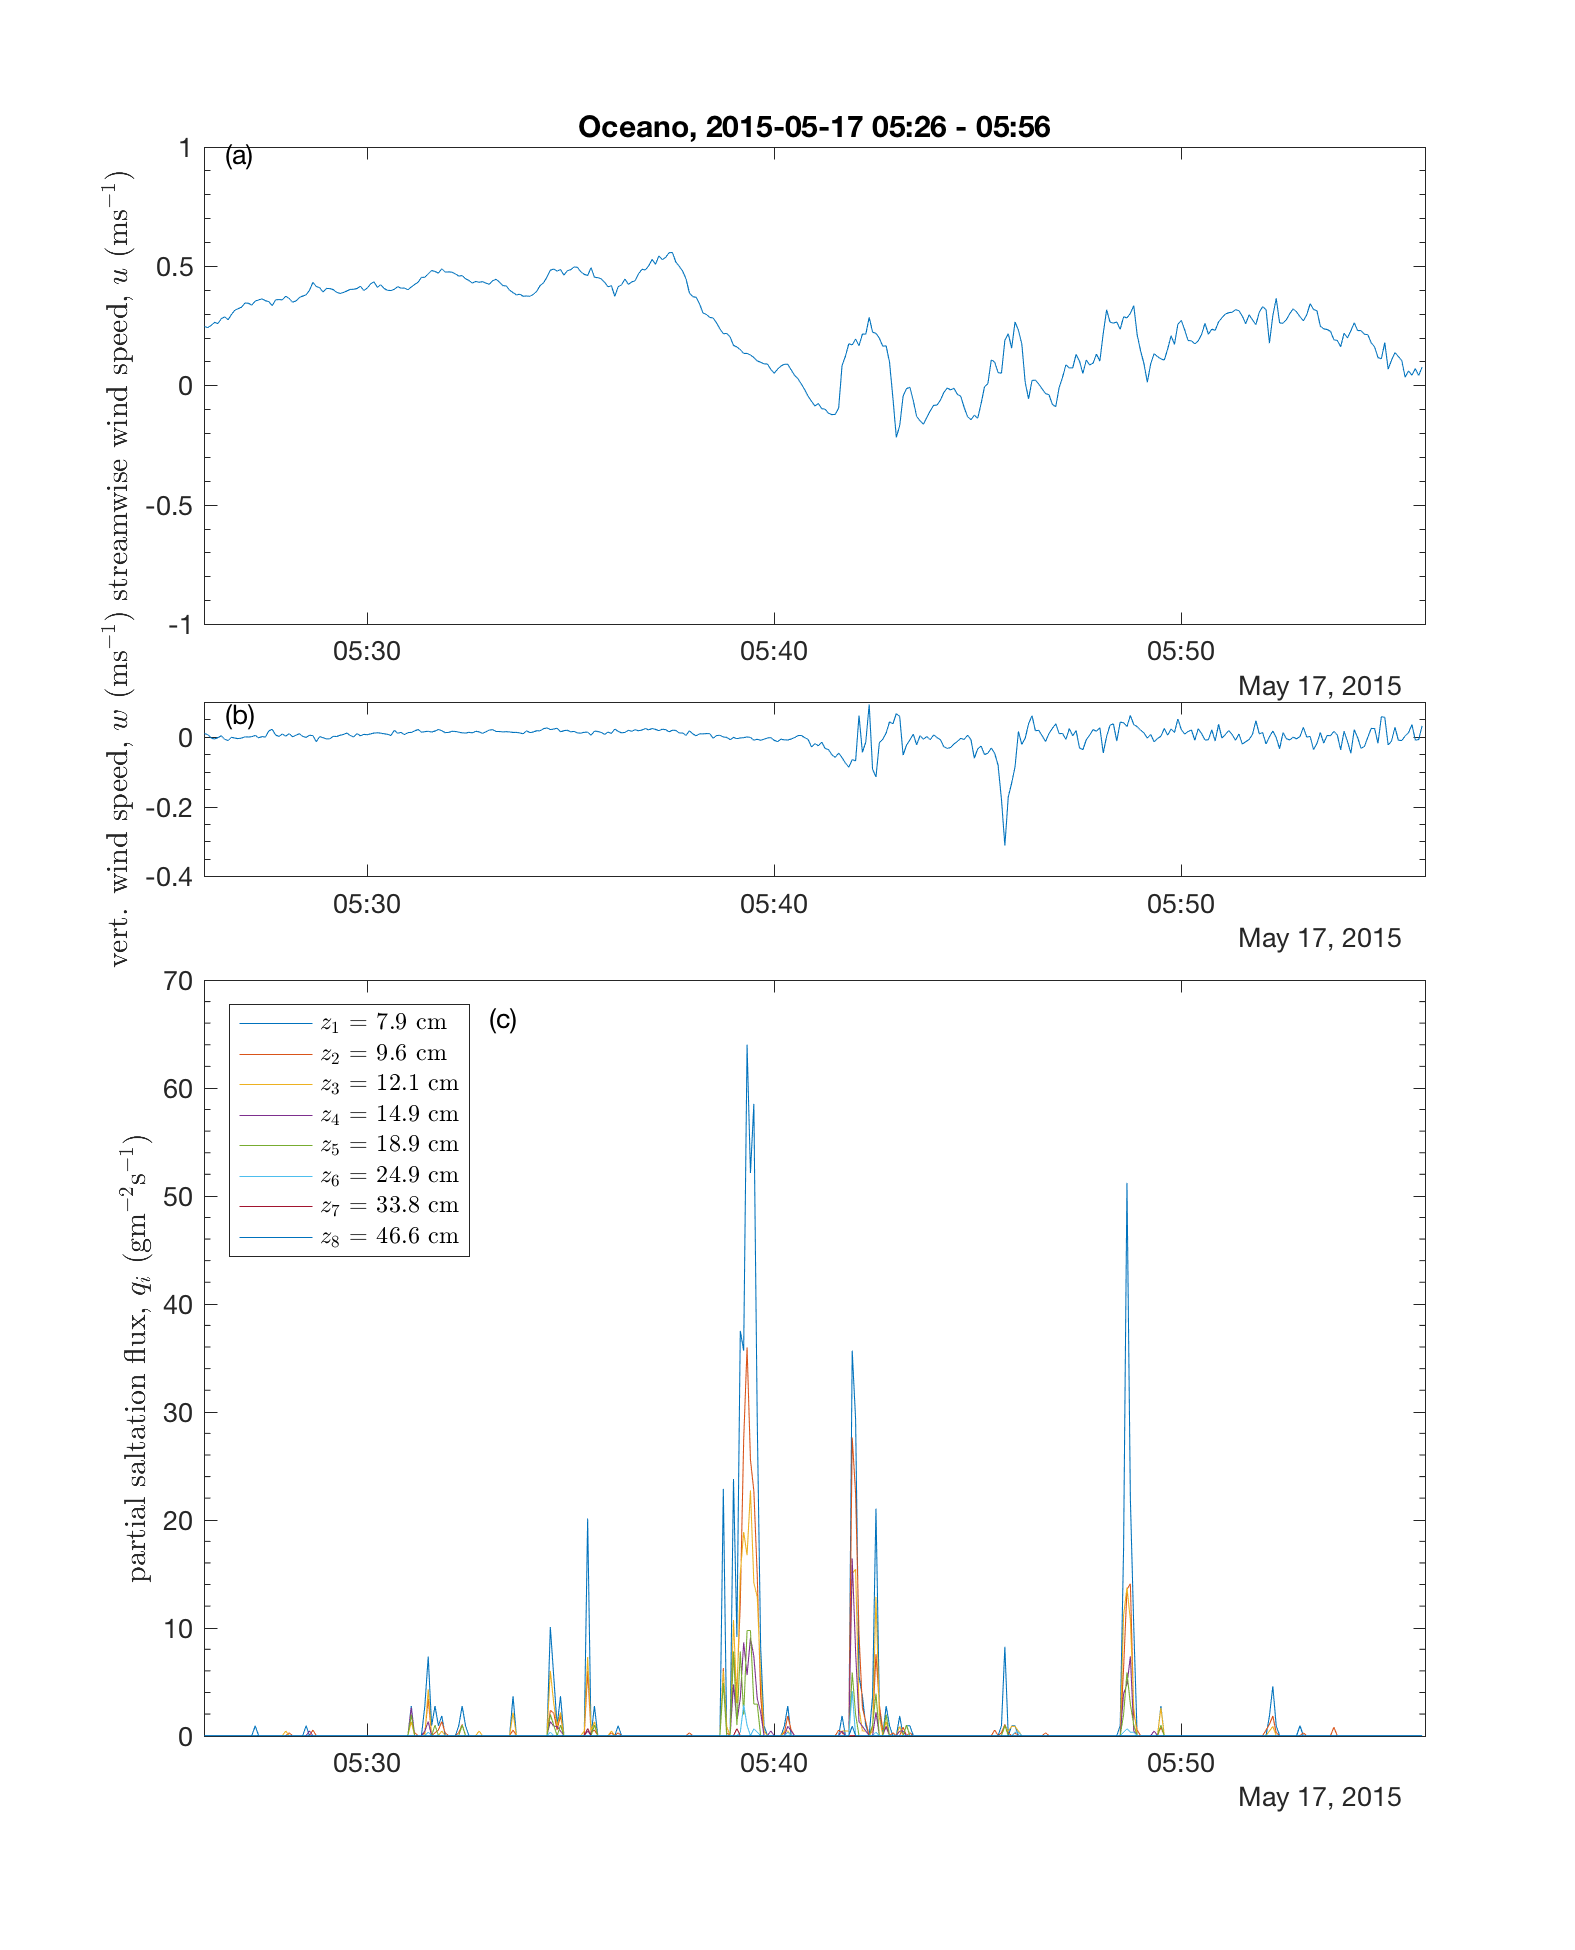 Oceano, 2015-05-17 05:26 - 05:56
(a)
streamwise wind speed, u (ms⁻¹)
1
0.5
0
-0.5
-1
05:30 05:40 05:50
May 17, 2015
(b)
vert. wind speed, w (ms⁻¹)
0
-0.2
-0.4
05:30 05:40 05:50
May 17, 2015
(c)
partial saltation flux, qᵢ (gm⁻²s⁻¹)
70
60
50
40
30
20
10
0
z₁ = 7.9 cm
z₂ = 9.6 cm
z₃ = 12.1 cm
z₄ = 14.9 cm
z₅ = 18.9 cm
z₆ = 24.9 cm
z₇ = 33.8 cm
z₈ = 46.6 cm
05:30 05:40 05:50
May 17, 2015